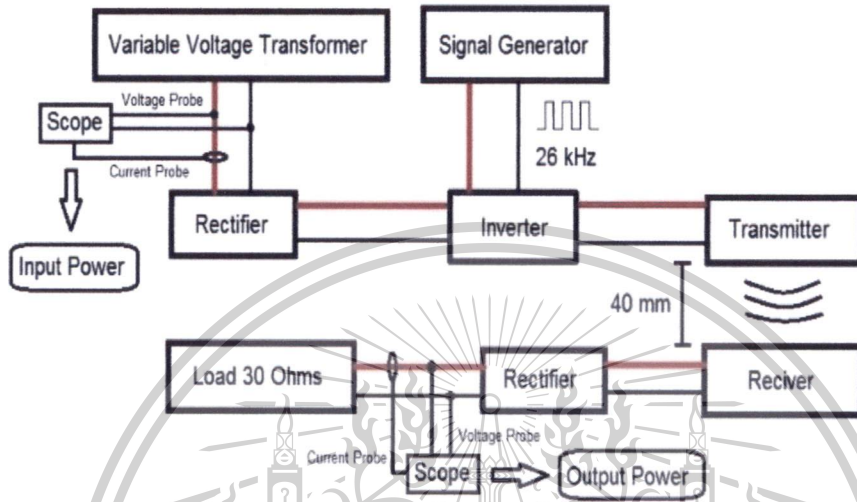 Variable Voltage Transformer
Signal Generator
Voltage Probe
Scope
26 kHz
Current Probe
Rectifier
Inverter
Transmitter
Input Power
40 mm
Load 30 Ohms
Rectifier
Reciver
Voltage Probe
Current Probe
Scope
Output Power